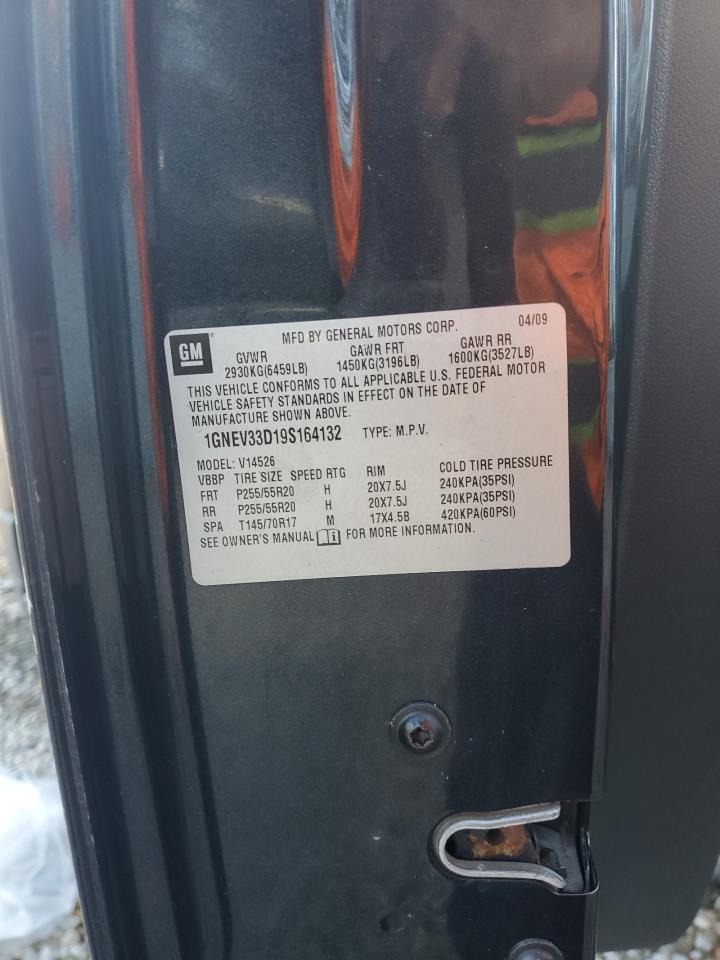 GM ® MFD BY GENERAL MOTORS CORP. 04/09
GVWR GAWR FRT GAWR RR
2930KG(6459LB) 1450KG(3196LB) 1600KG(3527LB)
THIS VEHICLE CONFORMS TO ALL APPLICABLE U.S. FEDERAL MOTOR
VEHICLE SAFETY STANDARDS IN EFFECT ON THE DATE OF
MANUFACTURE SHOWN ABOVE.
1GNEV33D19S164132 TYPE: M.P.V.
MODEL: V14526
VBBP TIRE SIZE SPEED RTG RIM COLD TIRE PRESSURE
FRT P255/55R20 H 20X7.5J 240KPA(35PSI)
RR P255/55R20 H 20X7.5J 240KPA(35PSI)
SPA T145/70R17 M 17X4.5B 420KPA(60PSI)
SEE OWNER'S MANUAL FOR MORE INFORMATION.